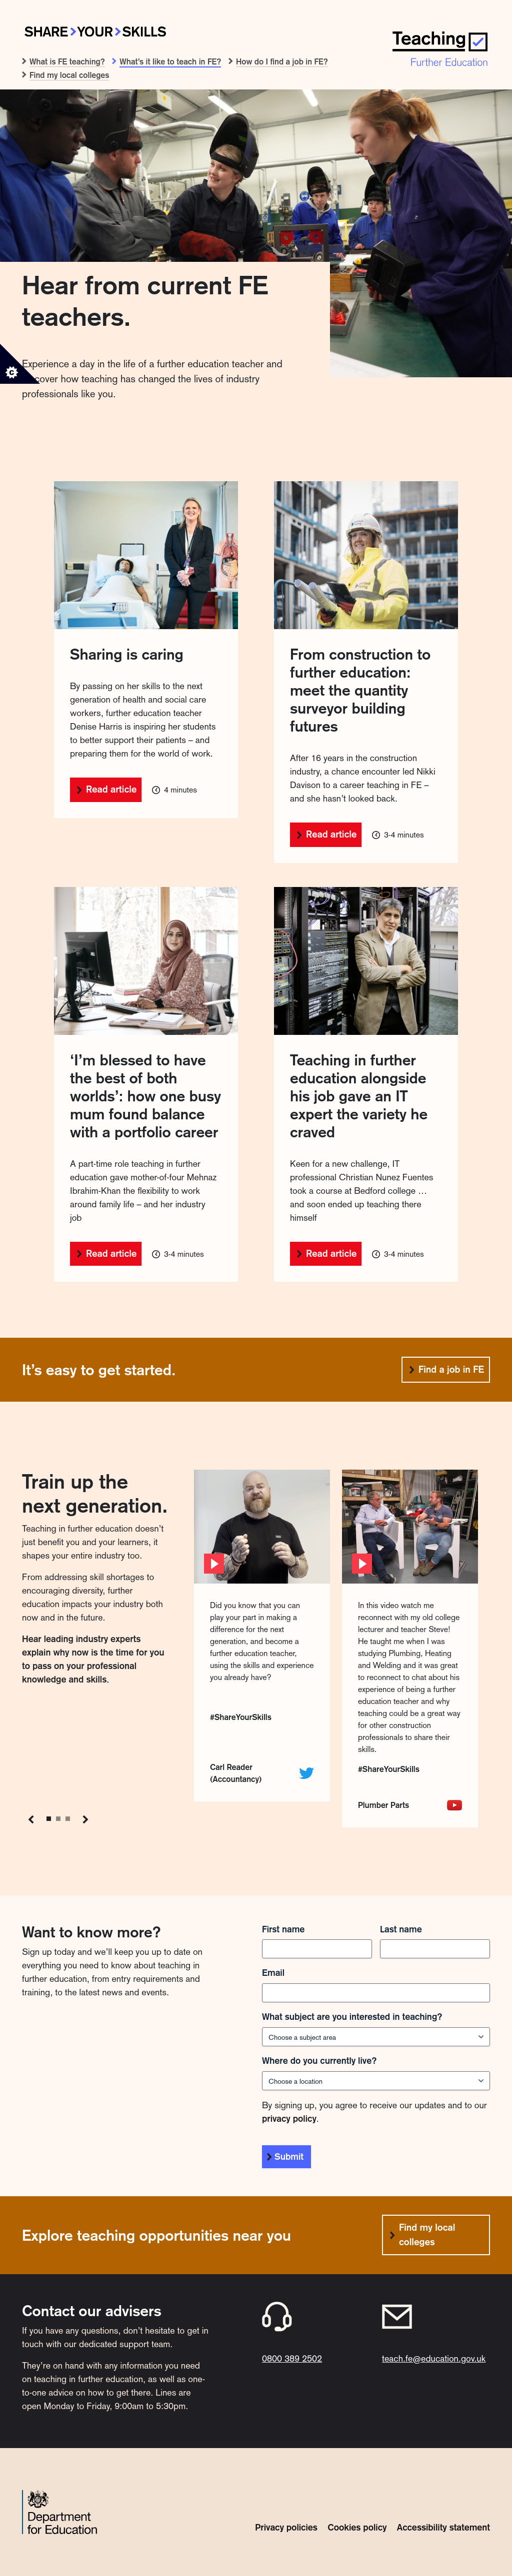 SHARE YOUR SKILLS
What is FE teaching?
What's it like to teach in FE?
How do I find a job in FE?
Find my local colleges
Teaching
Further Education
Hear from current FE
teachers.
Experience a day in the life of a further education teacher and
cover how teaching has changed the lives of industry
professionals like you.
Sharing is caring
By passing on her skills to the next
generation of health and social care
workers, further education teacher
Denise Harris is inspiring her students
to better support their patients – and
preparing them for the world of work.
Read article
4 minutes
From construction to
further education:
meet the quantity
surveyor building
futures
After 16 years in the construction
industry, a chance encounter led Nikki
Davison to a career teaching in FE –
and she hasn't looked back.
Read article
3-4 minutes
‘I’m blessed to have
the best of both
worlds’: how one busy
mum found balance
with a portfolio career
A part-time role teaching in further
education gave mother-of-four Mehnaz
Ibrahim-Khan the flexibility to work
around family life – and her industry
job
Read article
3-4 minutes
Teaching in further
education alongside
his job gave an IT
expert the variety he
craved
Keen for a new challenge, IT
professional Christian Nunez Fuentes
took a course at Bedford college …
and soon ended up teaching there
himself
Read article
3-4 minutes
It’s easy to get started.
Find a job in FE
Train up the
next generation.
Teaching in further education doesn’t
just benefit you and your learners, it
shapes your entire industry too.
From addressing skill shortages to
encouraging diversity, further
education impacts your industry both
now and in the future.
Hear leading industry experts
explain why now is the time for you
to pass on your professional
knowledge and skills.
Did you know that you can
play your part in making a
difference for the next
generation, and become a
further education teacher,
using the skills and experience
you already have?
#ShareYourSkills
Carl Reader
(Accountancy)
In this video watch me
reconnect with my old college
lecturer and teacher Steve!
He taught me when I was
studying Plumbing, Heating
and Welding and it was great
to reconnect to chat about his
experience of being a further
education teacher and why
teaching could be a great way
for other construction
professionals to share their
skills.
#ShareYourSkills
Plumber Parts
Want to know more?
Sign up today and we’ll keep you up to date on
everything you need to know about teaching in
further education, from entry requirements and
training, to the latest news and events.
First name
Last name
Email
What subject are you interested in teaching?
Choose a subject area
Where do you currently live?
Choose a location
By signing up, you agree to receive our updates and to our
privacy policy.
Submit
Explore teaching opportunities near you
Find my local
colleges
Contact our advisers
If you have any questions, don’t hesitate to get in
touch with our dedicated support team.
They’re on hand with any information you need
on teaching in further education, as well as one-
to-one advice on how to get there. Lines are
open Monday to Friday, 9:00am to 5:30pm.
0800 389 2502
teach.fe@education.gov.uk
Department
for Education
Privacy policies
Cookies policy
Accessibility statement